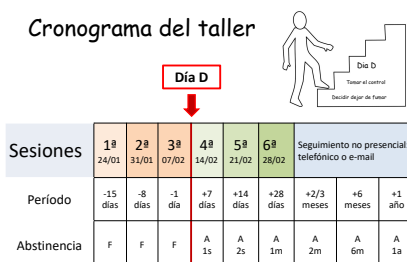 Cronograma del taller
Día D
Dia D
Tomar el control
Decidir dejar de fumar
Sesiones
1ª
24/01
2ª
31/01
3ª
07/02
4ª
14/02
5ª
21/02
6ª
28/02
Seguimiento no presencial:
telefónico o e-mail
Período
-15
días
-8
días
-1
día
+7
días
+14
días
+28
días
+2/3
meses
+6
meses
+1
año
Abstinencia
F
F
F
A
1s
A
2s
A
1m
A
2m
A
6m
A
1a